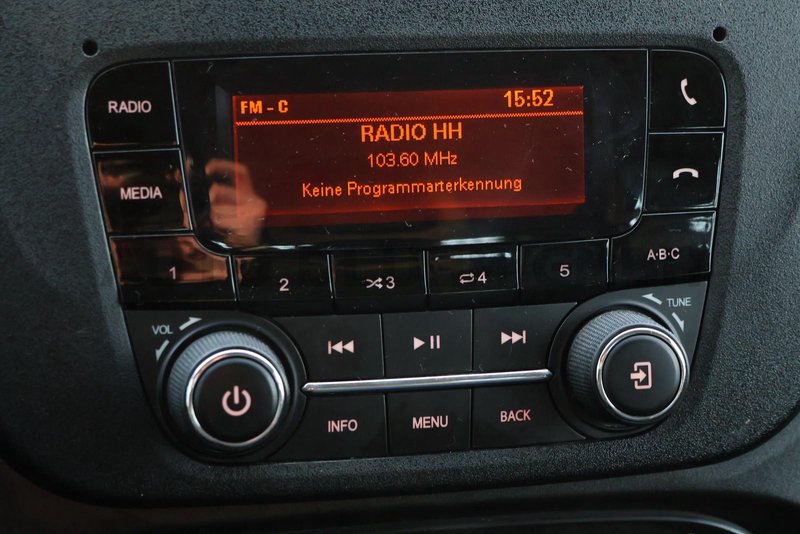 RADIO
FM - C 15:52
RADIO HH
103.60 MHz
Keine Programmarterkennung
MEDIA
1 2 3 4 5 A·B·C
VOL
TUNE
INFO MENU BACK